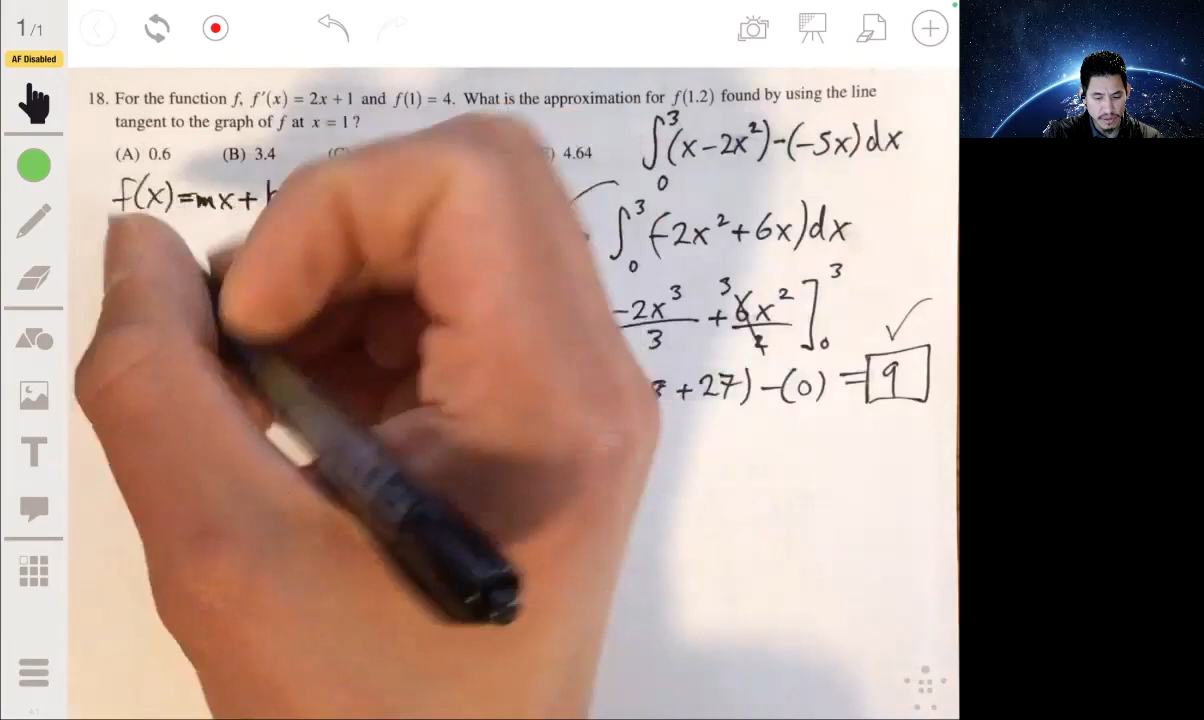 1/1
AF Disabled
18. For the function f, f′(x) = 2x + 1 and f(1) = 4. What is the approximation for f(1.2) found by using the line
tangent to the graph of f at x = 1?
(A) 0.6 (B) 3.4 4.64
f(x)=mx+
∫₀³(x-2x²)-(-5x)dx
∫₀³(-2x²+6x)dx
-2x³/3 + 6x²/2 ]₀³ 3
+27)-(0) = 9
T